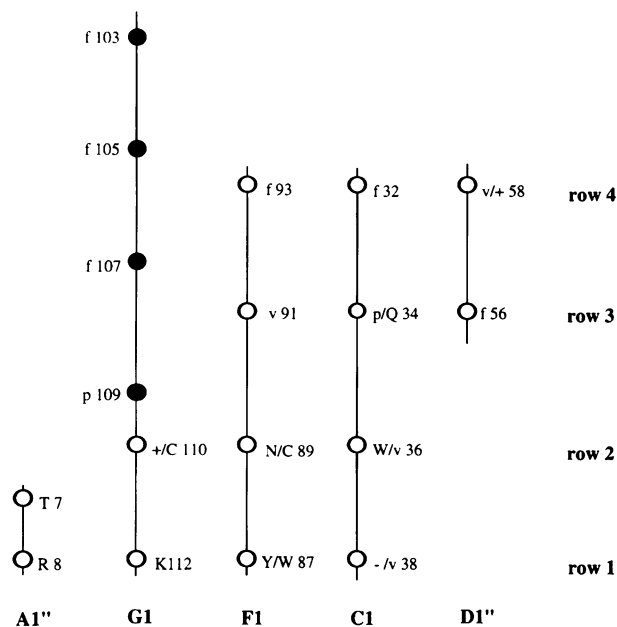 f 103
f 105
f 93 f 32 v/+ 58 row 4
f 107
v 91 p/Q 34 f 56 row 3
p 109
+/C 110 N/C 89 W/v 36 row 2
T 7
R 8 K112 Y/W 87 - /v 38 row 1
A1" G1 F1 C1 D1"